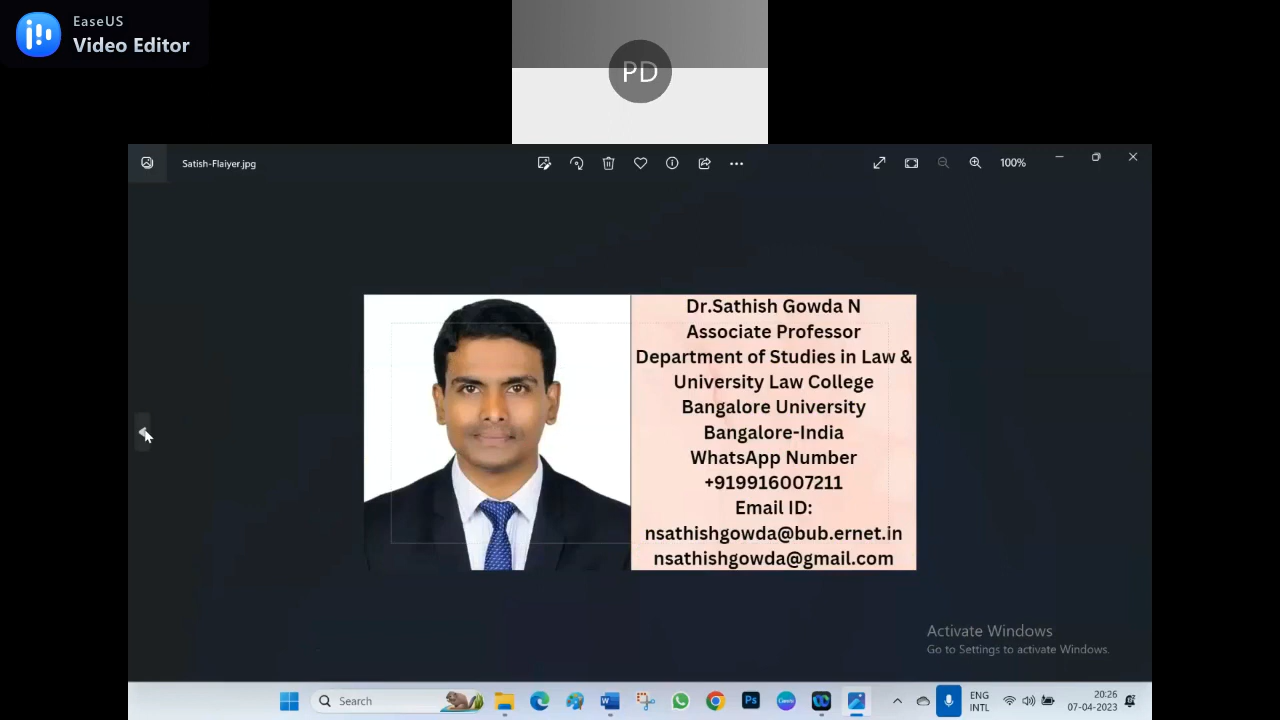 EaseUS
Video Editor
PD
Satish-Flaiyer.jpg
100%
Dr.Sathish Gowda N
Associate Professor
Department of Studies in Law &
University Law College
Bangalore University
Bangalore-India
WhatsApp Number
+919916007211
Email ID:
nsathishgowda@bub.ernet.in
nsathishgowda@gmail.com
Activate Windows
Go to Settings to activate Windows.
Search
W
Ps
Canva
ENG
INTL
20:26
07-04-2023